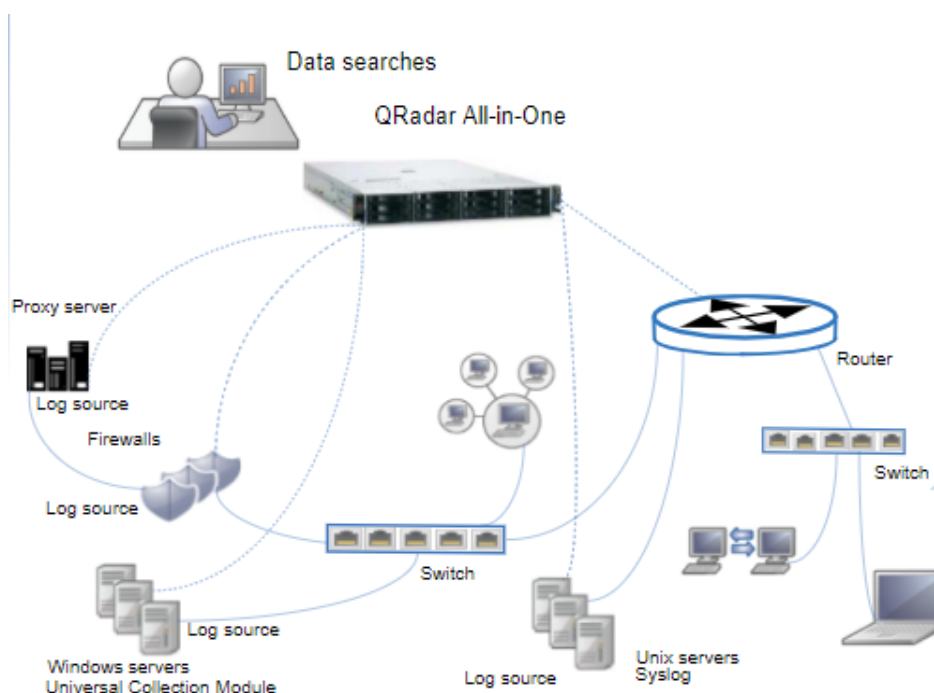 Data searches
QRadar All-in-One
Proxy server
Log source
Firewalls
Log source
Router
Switch
Switch
Log source
Windows servers
Universal Collection Module
Log source
Unix servers
Syslog